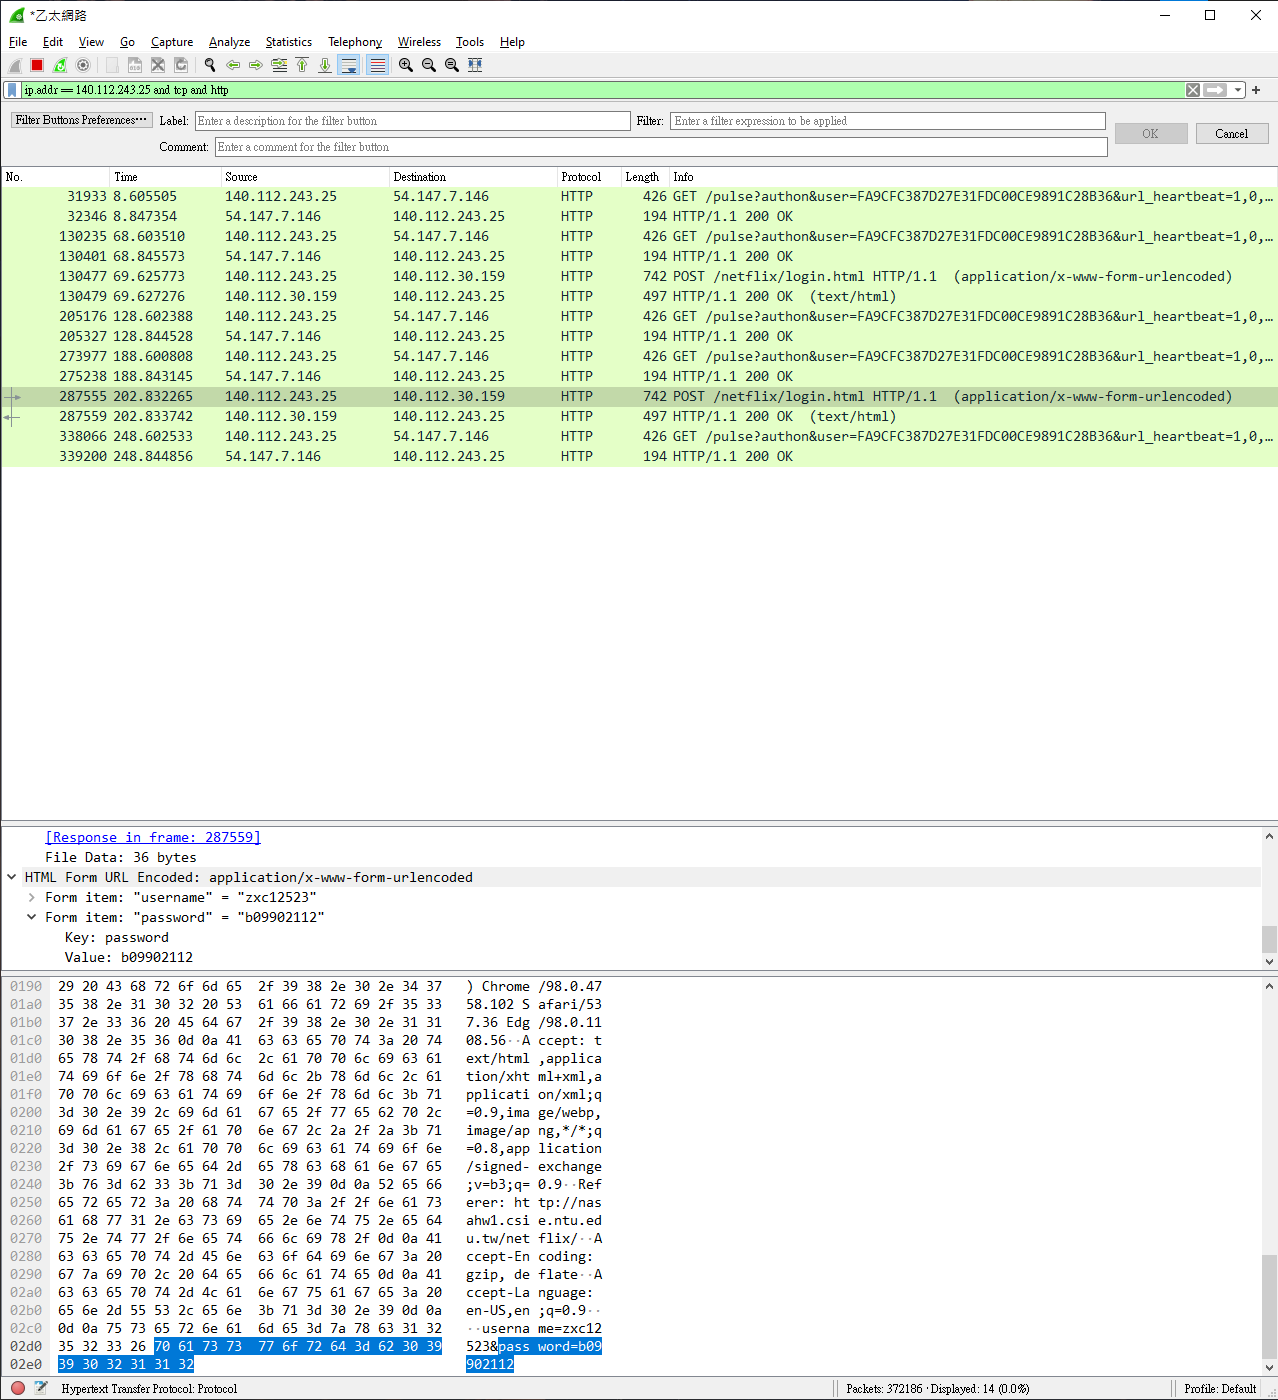 *乙太網路
File Edit View Go Capture Analyze Statistics Telephony Wireless Tools Help
ip.addr == 140.112.243.25 and tcp and http
Filter Buttons Preferences… Label: Enter a description for the filter button Filter: Enter a filter expression to be applied
OK Cancel
Comment: Enter a comment for the filter button
No. Time Source Destination Protocol Length Info
31933 8.605505 140.112.243.25 54.147.7.146 HTTP 426 GET /pulse?authon&user=FA9CFC387D27E31FDC00CE9891C28B36&url_heartbeat=1,0,…
32346 8.847354 54.147.7.146 140.112.243.25 HTTP 194 HTTP/1.1 200 OK
130235 68.603510 140.112.243.25 54.147.7.146 HTTP 426 GET /pulse?authon&user=FA9CFC387D27E31FDC00CE9891C28B36&url_heartbeat=1,0,…
130401 68.845573 54.147.7.146 140.112.243.25 HTTP 194 HTTP/1.1 200 OK
130477 69.625773 140.112.243.25 140.112.30.159 HTTP 742 POST /netflix/login.html HTTP/1.1 (application/x-www-form-urlencoded)
130479 69.627276 140.112.30.159 140.112.243.25 HTTP 497 HTTP/1.1 200 OK (text/html)
205176 128.602388 140.112.243.25 54.147.7.146 HTTP 426 GET /pulse?authon&user=FA9CFC387D27E31FDC00CE9891C28B36&url_heartbeat=1,0,…
205327 128.844528 54.147.7.146 140.112.243.25 HTTP 194 HTTP/1.1 200 OK
273977 188.600808 140.112.243.25 54.147.7.146 HTTP 426 GET /pulse?authon&user=FA9CFC387D27E31FDC00CE9891C28B36&url_heartbeat=1,0,…
275238 188.843145 54.147.7.146 140.112.243.25 HTTP 194 HTTP/1.1 200 OK
287555 202.832265 140.112.243.25 140.112.30.159 HTTP 742 POST /netflix/login.html HTTP/1.1 (application/x-www-form-urlencoded)
287559 202.833742 140.112.30.159 140.112.243.25 HTTP 497 HTTP/1.1 200 OK (text/html)
338066 248.602533 140.112.243.25 54.147.7.146 HTTP 426 GET /pulse?authon&user=FA9CFC387D27E31FDC00CE9891C28B36&url_heartbeat=1,0,…
339200 248.844856 54.147.7.146 140.112.243.25 HTTP 194 HTTP/1.1 200 OK
[Response in frame: 287559]
File Data: 36 bytes
HTML Form URL Encoded: application/x-www-form-urlencoded
Form item: "username" = "zxc12523"
Form item: "password" = "b09902112"
Key: password
Value: b09902112
0190 29 20 43 68 72 6f 6d 65 2f 39 38 2e 30 2e 34 37 ) Chrome /98.0.47
01a0 35 38 2e 31 30 32 20 53 61 66 61 72 69 2f 35 33 58.102 S afari/53
01b0 37 2e 33 36 20 45 64 67 2f 39 38 2e 30 2e 31 31 7.36 Edg /98.0.11
01c0 30 38 2e 35 36 0d 0a 41 63 63 65 70 74 3a 20 74 08.56··A ccept: t
01d0 65 78 74 2f 68 74 6d 6c 2c 61 70 70 6c 69 63 61 ext/html ,applica
01e0 74 69 6f 6e 2f 78 68 74 6d 6c 2b 78 6d 6c 2c 61 tion/xht ml+xml,a
01f0 70 70 6c 69 63 61 74 69 6f 6e 2f 78 6d 6c 3b 71 pplicati on/xml;q
0200 3d 30 2e 39 2c 69 6d 61 67 65 2f 77 65 62 70 2c =0.9,ima ge/webp,
0210 69 6d 61 67 65 2f 61 70 6e 67 2c 2a 2f 2a 3b 71 image/ap ng,*/*;q
0220 3d 30 2e 38 2c 61 70 70 6c 69 63 61 74 69 6f 6e =0.8,app lication
0230 2f 73 69 67 6e 65 64 2d 65 78 63 68 61 6e 67 65 /signed- exchange
0240 3b 76 3d 62 33 3b 71 3d 30 2e 39 0d 0a 52 65 66 ;v=b3;q= 0.9··Ref
0250 65 72 65 72 3a 20 68 74 74 70 3a 2f 2f 6e 61 73 erer: ht tp://nas
0260 61 68 77 31 2e 63 73 69 65 2e 6e 74 75 2e 65 64 ahw1.csi e.ntu.ed
0270 75 2e 74 77 2f 6e 65 74 66 6c 69 78 2f 0d 0a 41 u.tw/net flix/··A
0280 63 63 65 70 74 2d 45 6e 63 6f 64 69 6e 67 3a 20 ccept-En coding:
0290 67 7a 69 70 2c 20 64 65 66 6c 61 74 65 0d 0a 41 gzip, de flate··A
02a0 63 63 65 70 74 2d 4c 61 6e 67 75 61 67 65 3a 20 ccept-La nguage:
02b0 65 6e 2d 55 53 2c 65 6e 3b 71 3d 30 2e 39 0d 0a en-US,en ;q=0.9··
02c0 0d 0a 75 73 65 72 6e 61 6d 65 3d 7a 78 63 31 32 ··userna me=zxc12
02d0 35 32 33 26 70 61 73 73 77 6f 72 64 3d 62 30 39 523&pass word=b09
02e0 39 30 32 31 31 32 902112
Hypertext Transfer Protocol: Protocol Packets: 372186 · Displayed: 14 (0.0%) Profile: Default